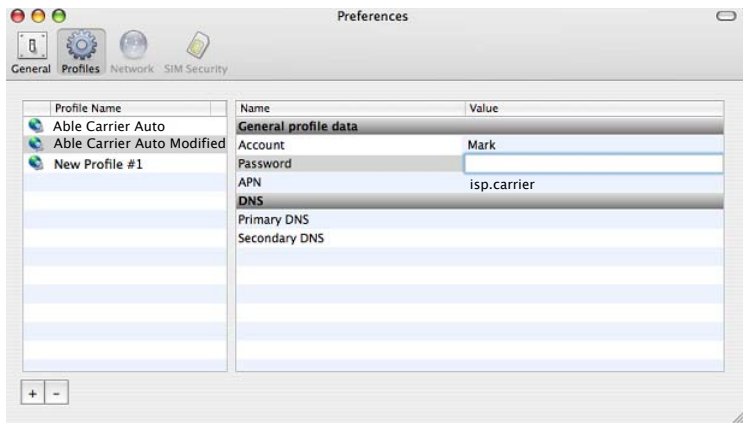 Preferences
General Profiles Network SIM Security
Profile Name
Able Carrier Auto
Able Carrier Auto Modified
New Profile #1
Name Value
General profile data
Account Mark
Password
APN isp.carrier
DNS
Primary DNS
Secondary DNS
+ -